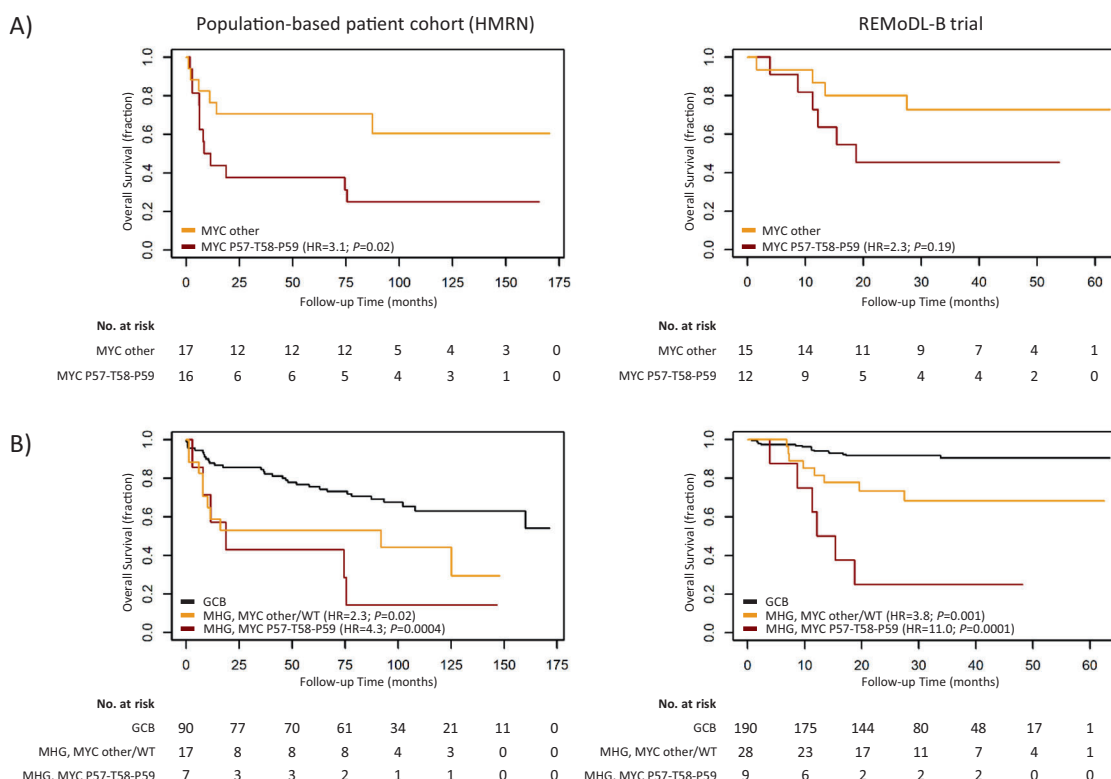 A)
Population-based patient cohort (HMRN)
Overall Survival (fraction)
1.0
0.8
0.6
0.4
0.2
0.0
MYC other
MYC P57-T58-P59 (HR=3.1; P=0.02)
0 25 50 75 100 125 150 175
Follow-up Time (months)
No. at risk
MYC other 17 12 12 12 5 4 3 0
MYC P57-T58-P59 16 6 6 5 4 3 1 0
REMoDL-B trial
Overall Survival (fraction)
1.0
0.8
0.6
0.4
0.2
0.0
MYC other
MYC P57-T58-P59 (HR=2.3; P=0.19)
0 10 20 30 40 50 60
Follow-up Time (months)
No. at risk
MYC other 15 14 11 9 7 4 1
MYC P57-T58-P59 12 9 5 4 4 2 0
B)
Overall Survival (fraction)
1.0
0.8
0.6
0.4
0.2
0.0
GCB
MHG, MYC other/WT (HR=2.3; P=0.02)
MHG, MYC P57-T58-P59 (HR=4.3; P=0.0004)
0 25 50 75 100 125 150 175
Follow-up Time (months)
No. at risk
GCB 90 77 70 61 34 21 11 0
MHG, MYC other/WT 17 8 8 8 4 3 0 0
MHG, MYC P57-T58-P59 7 3 3 2 1 1 0 0
Overall Survival (fraction)
1.0
0.8
0.6
0.4
0.2
0.0
GCB
MHG, MYC other/WT (HR=3.8; P=0.001)
MHG, MYC P57-T58-P59 (HR=11.0; P=0.0001)
0 10 20 30 40 50 60
Follow-up Time (months)
No. at risk
GCB 190 175 144 80 48 17 1
MHG, MYC other/WT 28 23 17 11 7 4 1
MHG, MYC P57-T58-P59 9 6 2 2 2 0 0